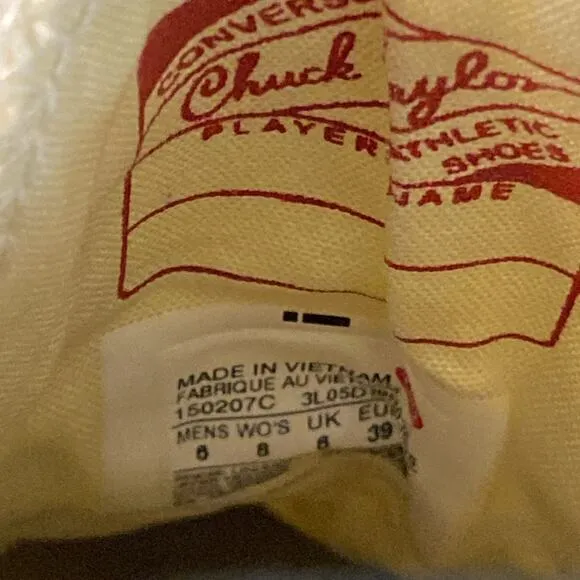 CONVERSE
Chuck Taylor
PLAYER
ATHLETIC
SHOES
NAME
MADE IN VIETNAM
FABRIQUE AU VIETNAM
150207C 3L05D
MENS WO'S UK EU
6 8 6 39